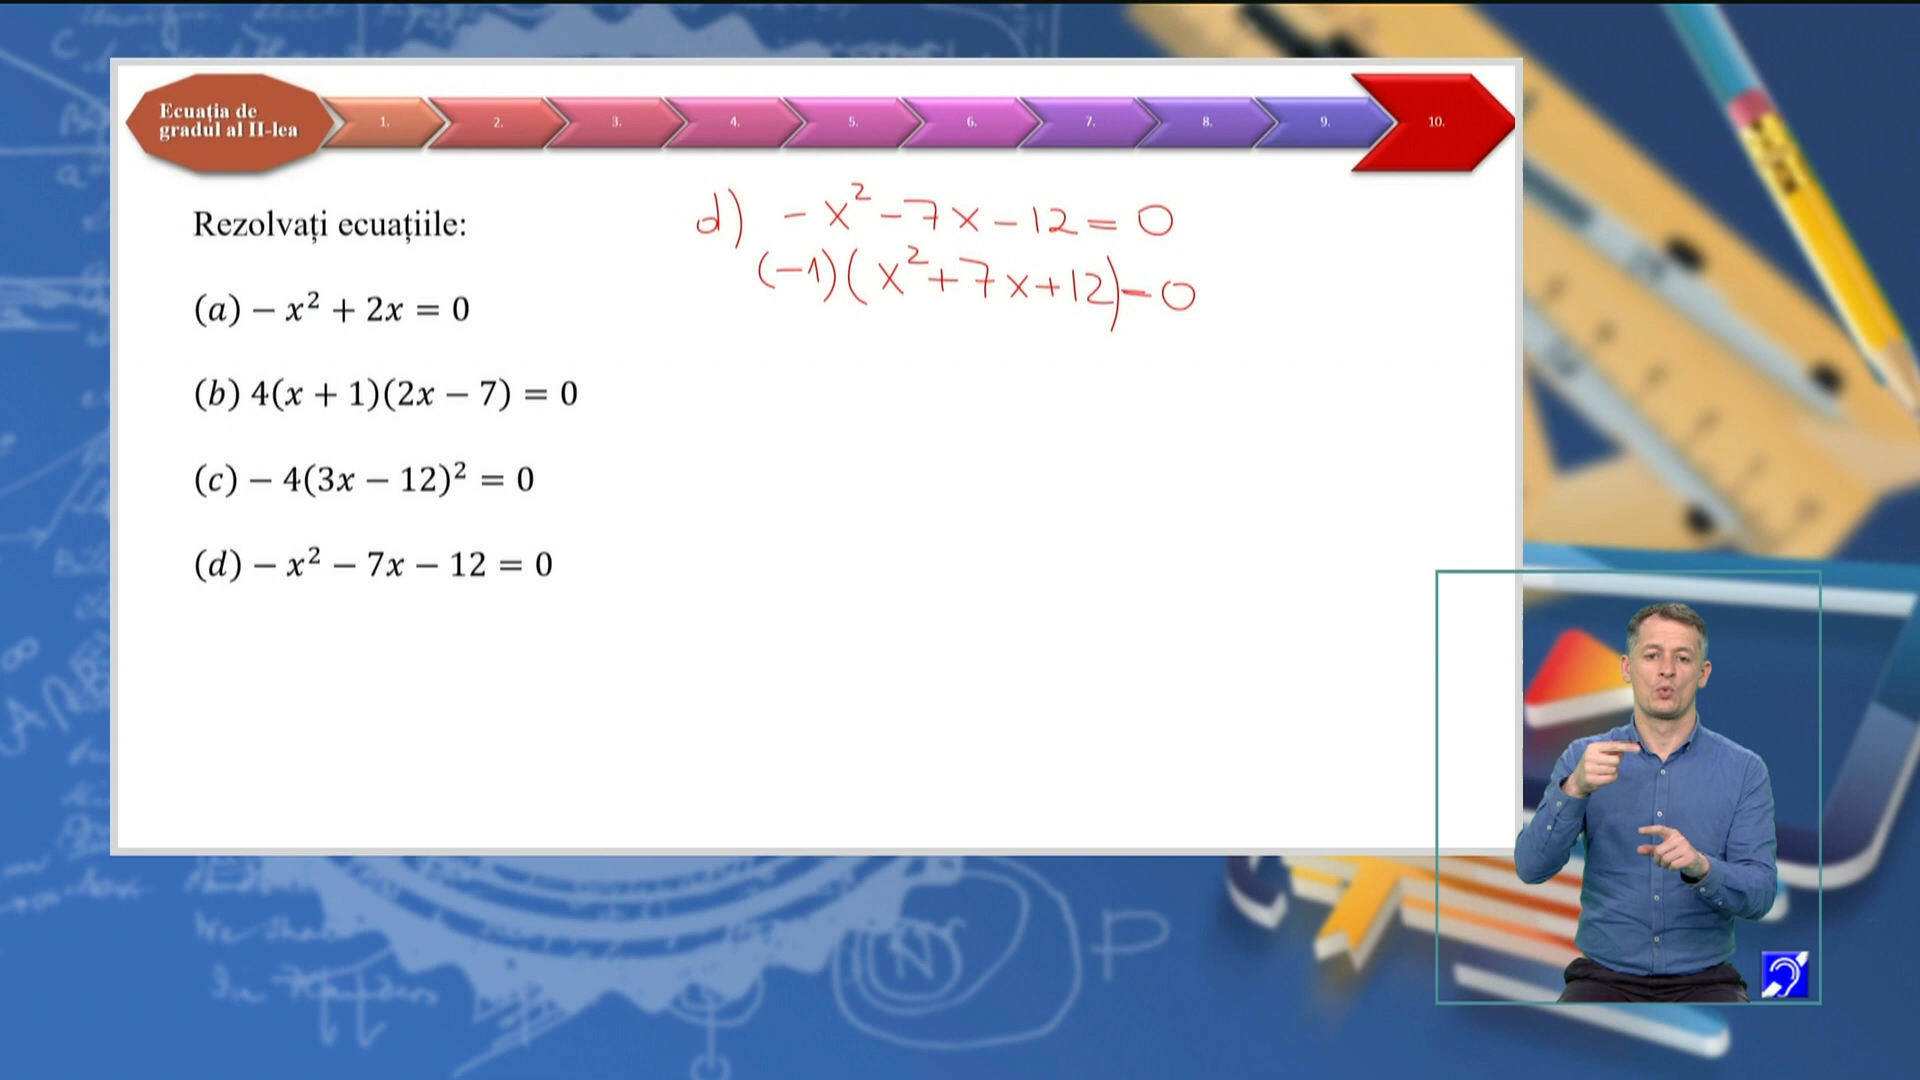 Ecuația de
gradul al II-lea
1.
2.
3.
4.
5.
6.
7.
8.
9.
10.
Rezolvați ecuațiile:
(a) − x² + 2x = 0
(b) 4(x + 1)(2x − 7) = 0
(c) − 4(3x − 12)² = 0
(d) − x² − 7x − 12 = 0
d) − x² − 7x − 12 = 0
(−1)(x² + 7x + 12) − 0
N
P